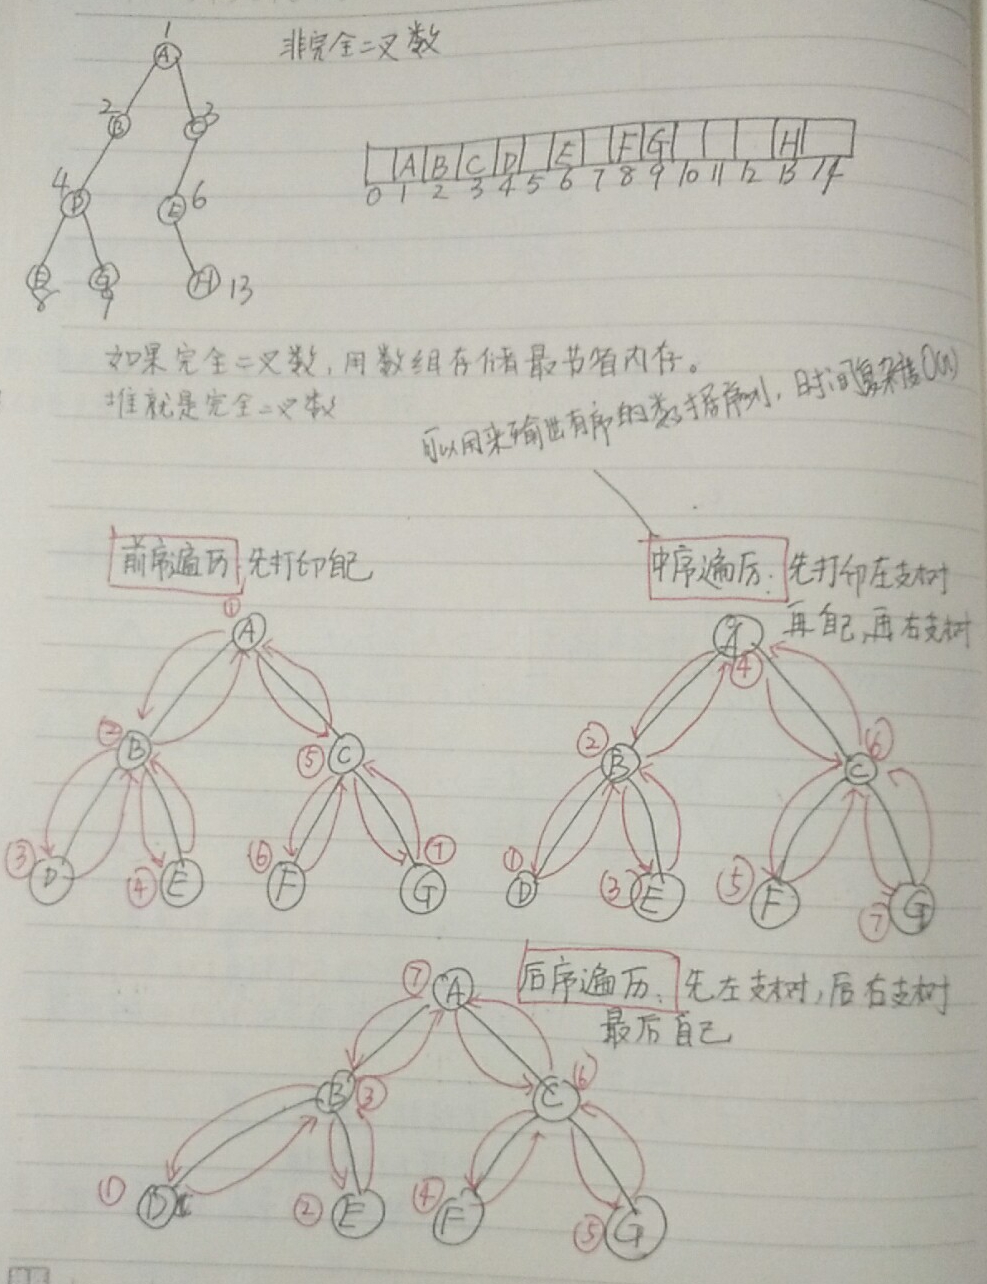 非完全二叉数
1
A
2 B C 3
4 D E 6
E G H 13
8 9
A B C D E F G H
0 1 2 3 4 5 6 7 8 9 10 11 12 13 14
如果完全二叉数，用数组存储最节省内存。
堆就是完全二叉数
可以用来输出有序的数据序列，时间复杂度O(n)
前序遍历：先打印自己
① A
② B ⑤ C
③ D ④ E ⑥ F G ⑦
中序遍历：先打印左支树
再自己，再右支树
A ④
② B C ⑥
① D ③ E ⑤ F ⑦ G
后序遍历：先左支树，后右支树
最后自己
⑦ A
B ③ C ⑥
① D ② E ④ F ⑤ G